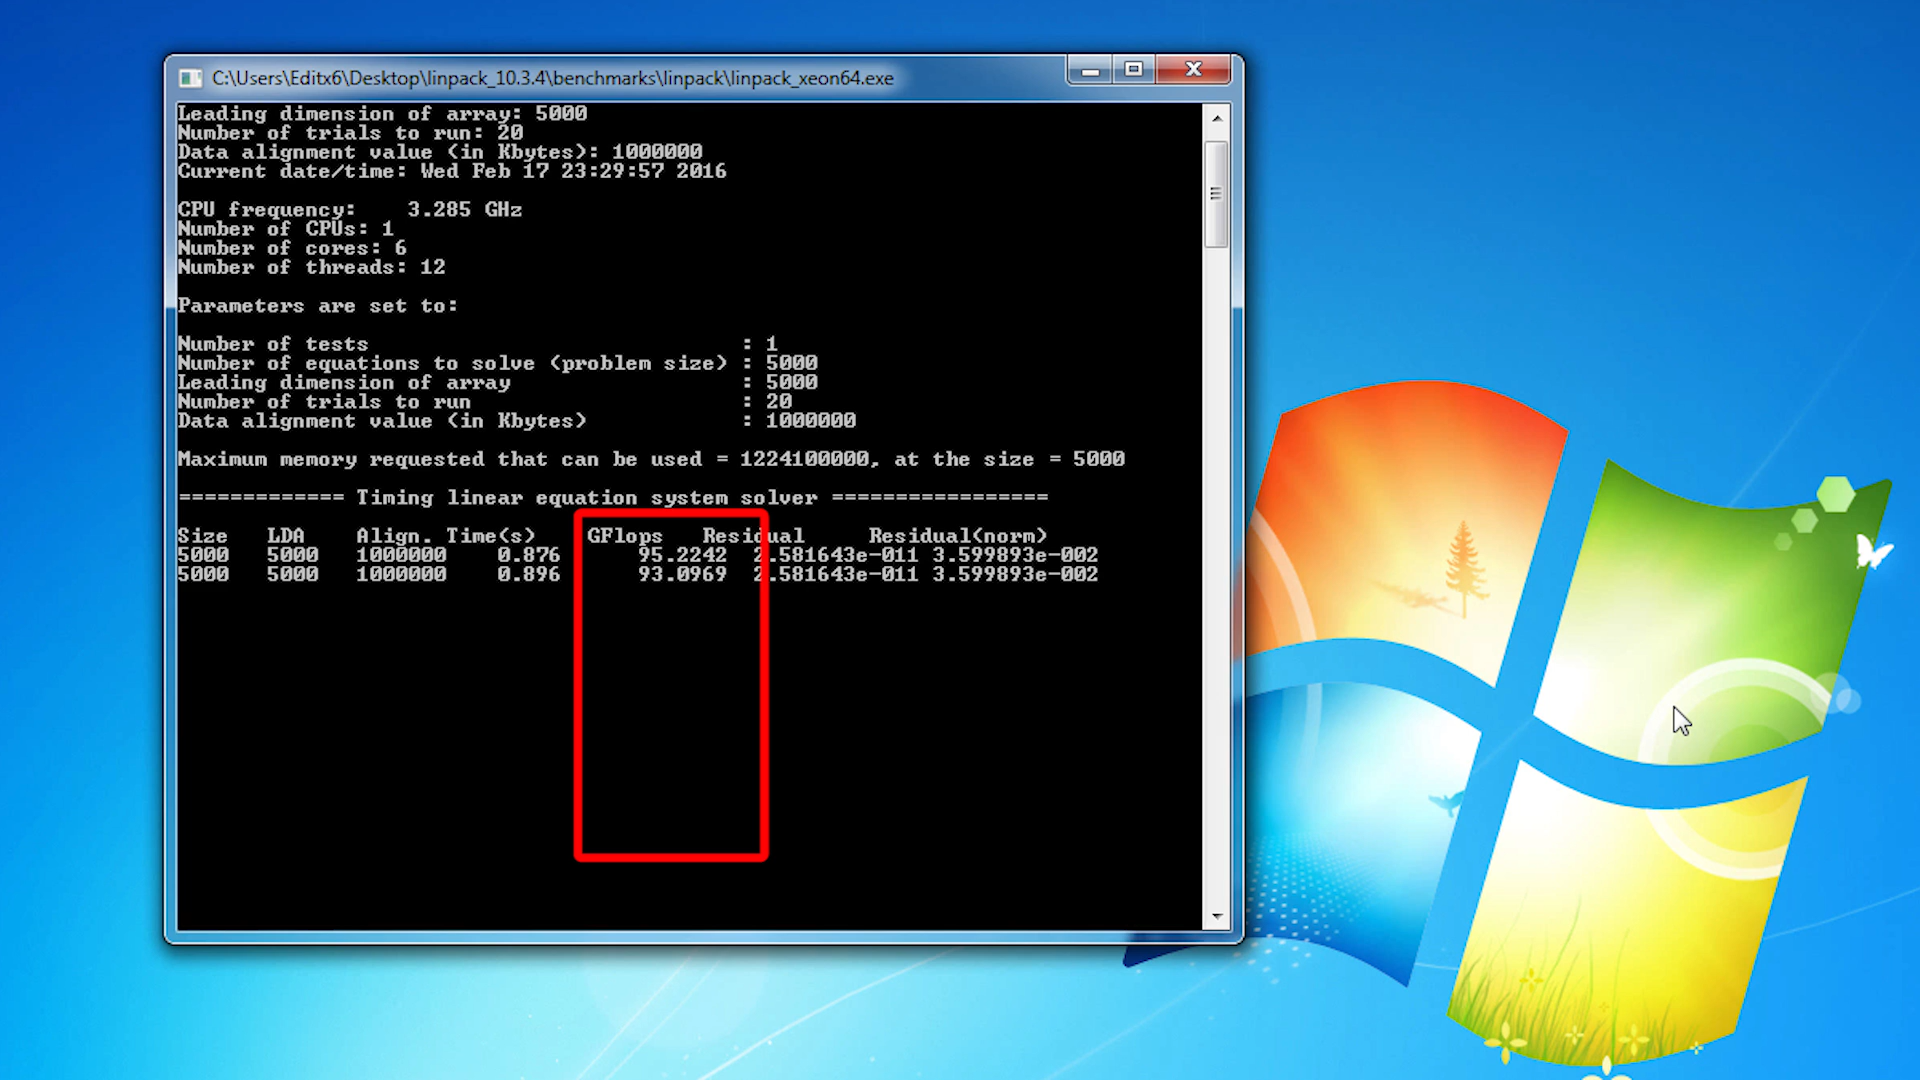 C:\Users\Editx6\Desktop\linpack_10.3.4\benchmarks\linpack\linpack_xeon64.exe
Leading dimension of array: 5000
Number of trials to run: 20
Data alignment value (in Kbytes): 1000000
Current date/time: Wed Feb 17 23:29:57 2016
CPU frequency:    3.285 GHz
Number of CPUs: 1
Number of cores: 6
Number of threads: 12
Parameters are set to:
Number of tests                             : 1
Number of equations to solve (problem size) : 5000
Leading dimension of array                  : 5000
Number of trials to run                     : 20
Data alignment value (in Kbytes)            : 1000000
Maximum memory requested that can be used = 1224100000, at the size = 5000
============= Timing linear equation system solver =================
Size   LDA    Align. Time(s)    GFlops   Residual     Residual(norm)
5000   5000   1000000    0.876      95.2242  2.581643e-011 3.599893e-002
5000   5000   1000000    0.896      93.0969  2.581643e-011 3.599893e-002